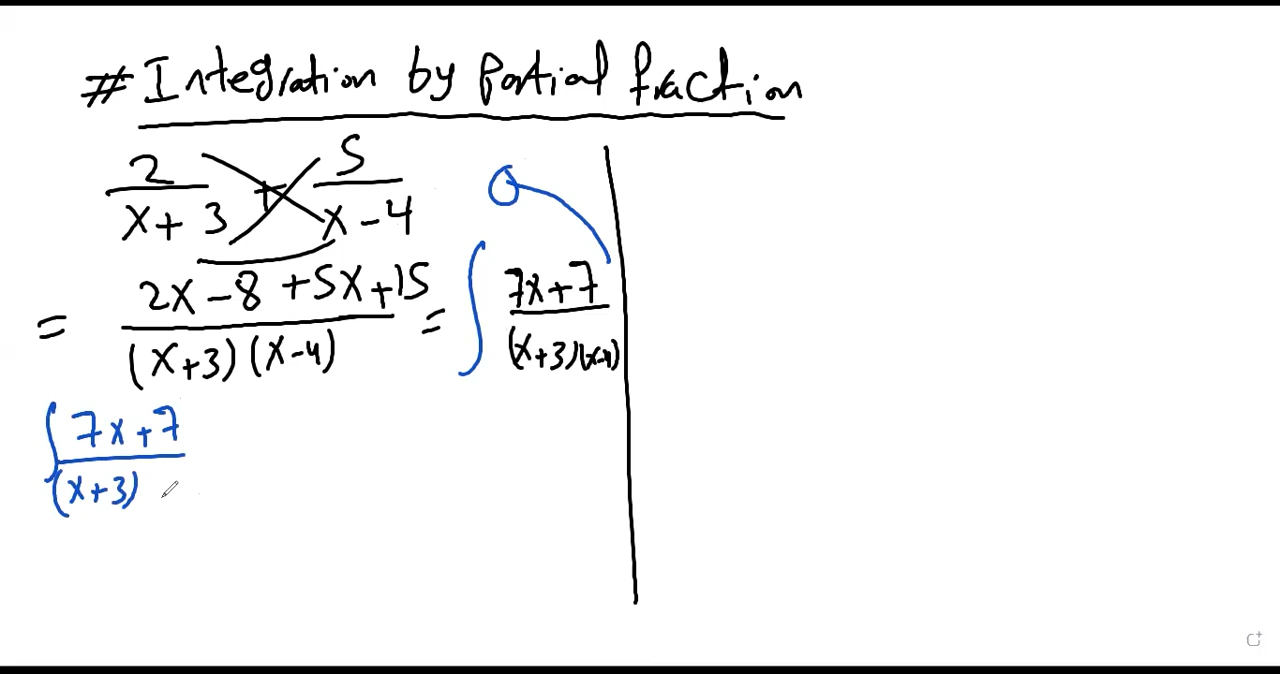 # Integration by Partial fraction
2/(x+3) + 5/(x-4)
= (2x-8+5x+15)/((x+3)(x-4)) = ∫ (7x+7)/((x+3)(x-4))
∫ (7x+7)/((x+3)